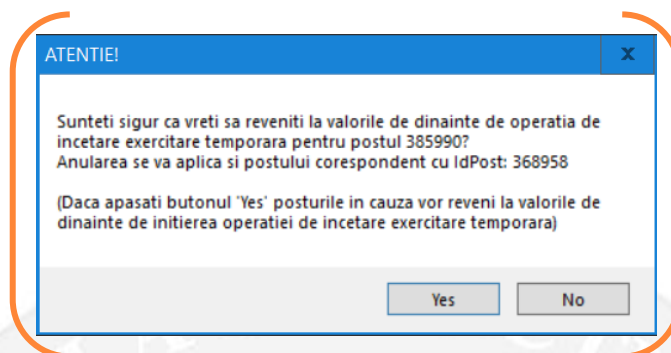 ATENTIE!
x
Sunteti sigur ca vreti sa reveniti la valorile de dinainte de operatia de
incetare exercitare temporara pentru postul 385990?
Anularea se va aplica si postului corespondent cu IdPost: 368958
(Daca apasati butonul 'Yes' posturile in cauza vor reveni la valorile de
dinainte de initierea operatiei de incetare exercitare temporara)
Yes No